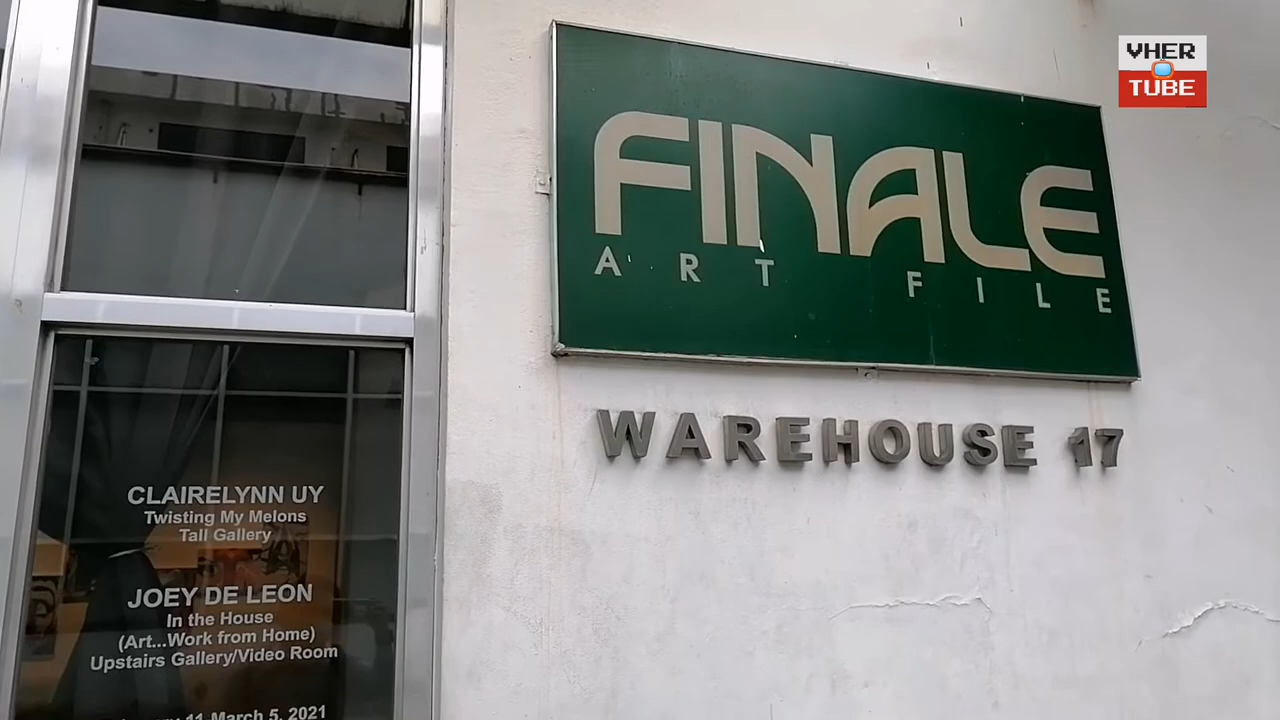 VHER
TUBE
FINALE
ART FILE
WAREHOUSE 17
CLAIRELYNN UY
Twisting My Melons
Tall Gallery
JOEY DE LEON
In the House
(Art...Work from Home)
Upstairs Gallery/Video Room
11-March 5, 2021